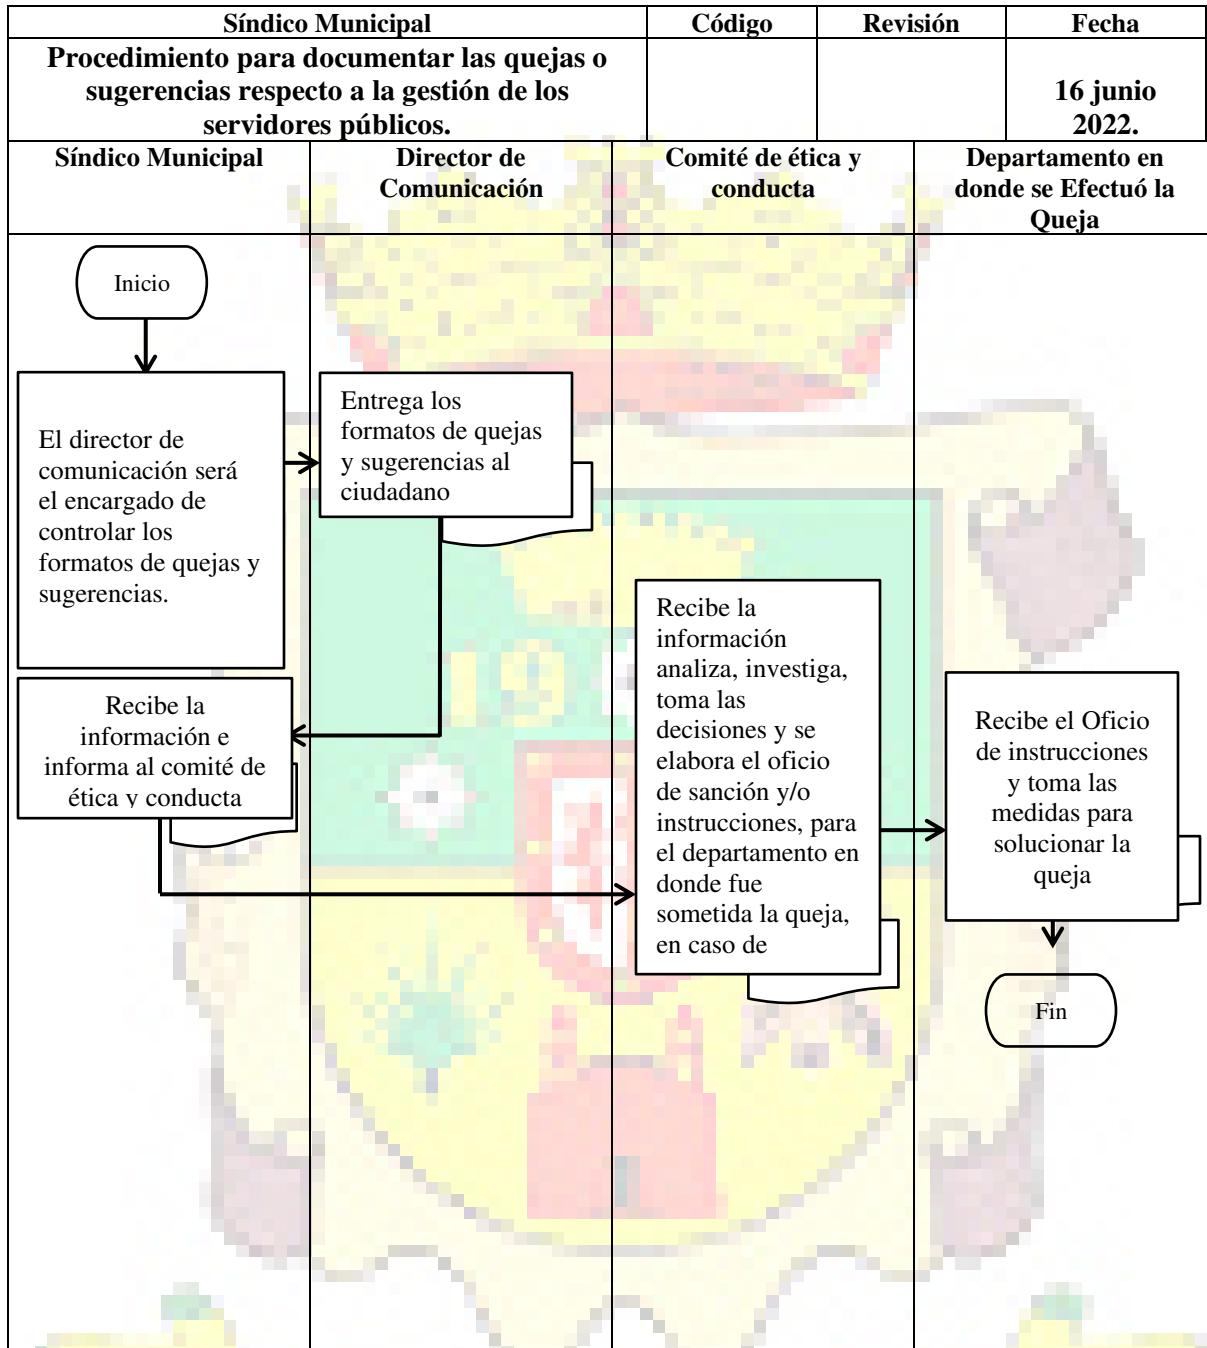 Síndico Municipal
Código
Revisión
Fecha
Procedimiento para documentar las quejas o
sugerencias respecto a la gestión de los
servidores públicos.
16 junio
2022.
Síndico Municipal
Director de
Comunicación
Comité de ética y
conducta
Departamento en
donde se Efectuó la
Queja
Inicio
El director de
comunicación será
el encargado de
controlar los
formatos de quejas y
sugerencias.
Entrega los
formatos de quejas
y sugerencias al
ciudadano
Recibe la
información e
informa al comité de
ética y conducta
Recibe la
información
analiza, investiga,
toma las
decisiones y se
elabora el oficio
de sanción y/o
instrucciones, para
el departamento en
donde fue
sometida la queja,
en caso de
Recibe el Oficio
de instrucciones
y toma las
medidas para
solucionar la
queja
Fin